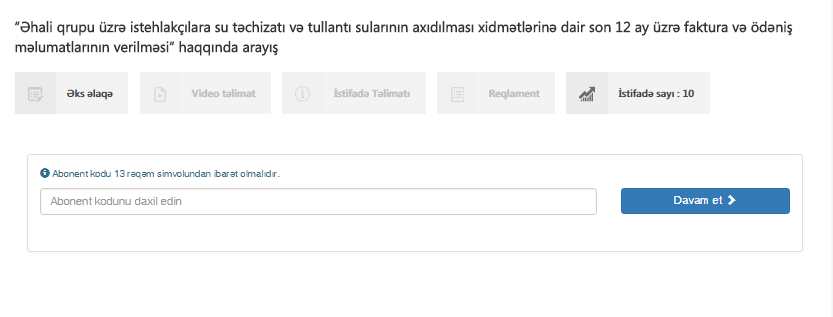 "Əhali qrupu üzrə istehlakçılara su təchizatı və tullantı sularının axıdılması xidmətlərinə dair son 12 ay üzrə faktura və ödəniş
məlumatlarının verilməsi" haqqında arayış
Əks əlaqə
Video təlimat
İstifadə Təlimatı
Reqlament
İstifadə sayı : 10
Abonent kodu 13 rəqəm simvolundan ibarət olmalıdır.
Abonent kodunu daxil edin
Davam et